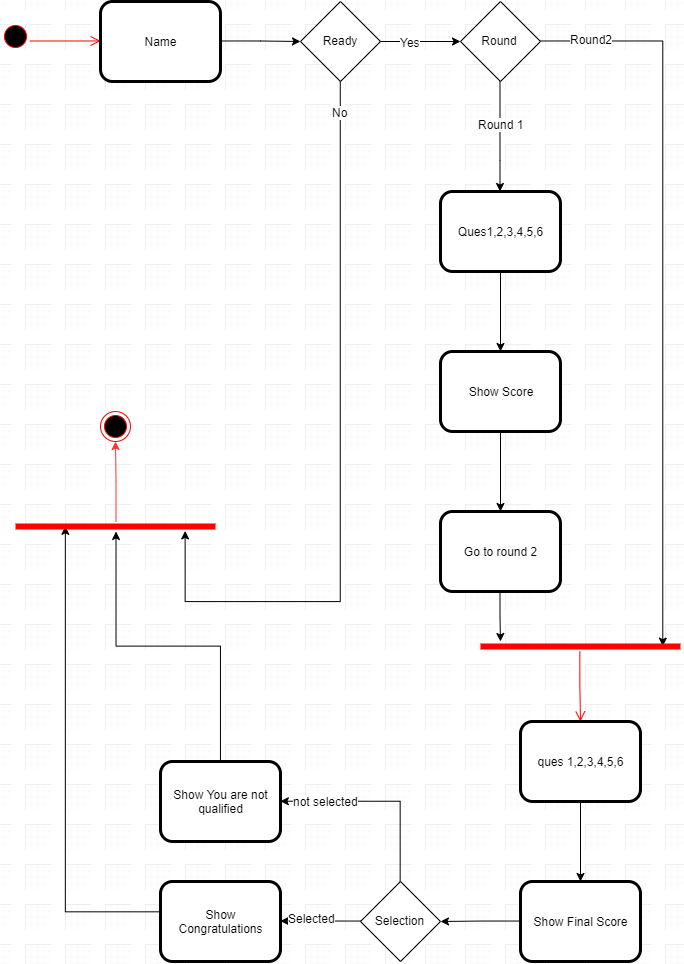 Name
Ready
Yes
Round
Round2
No
Round 1
Ques1,2,3,4,5,6
Show Score
Go to round 2
ques 1,2,3,4,5,6
Show You are not
qualified
not selected
Show
Congratulations
Selected
Selection
Show Final Score